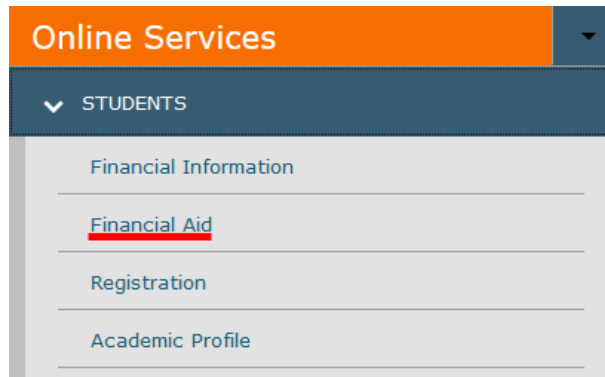 Online Services
STUDENTS
Financial Information
Financial Aid
Registration
Academic Profile